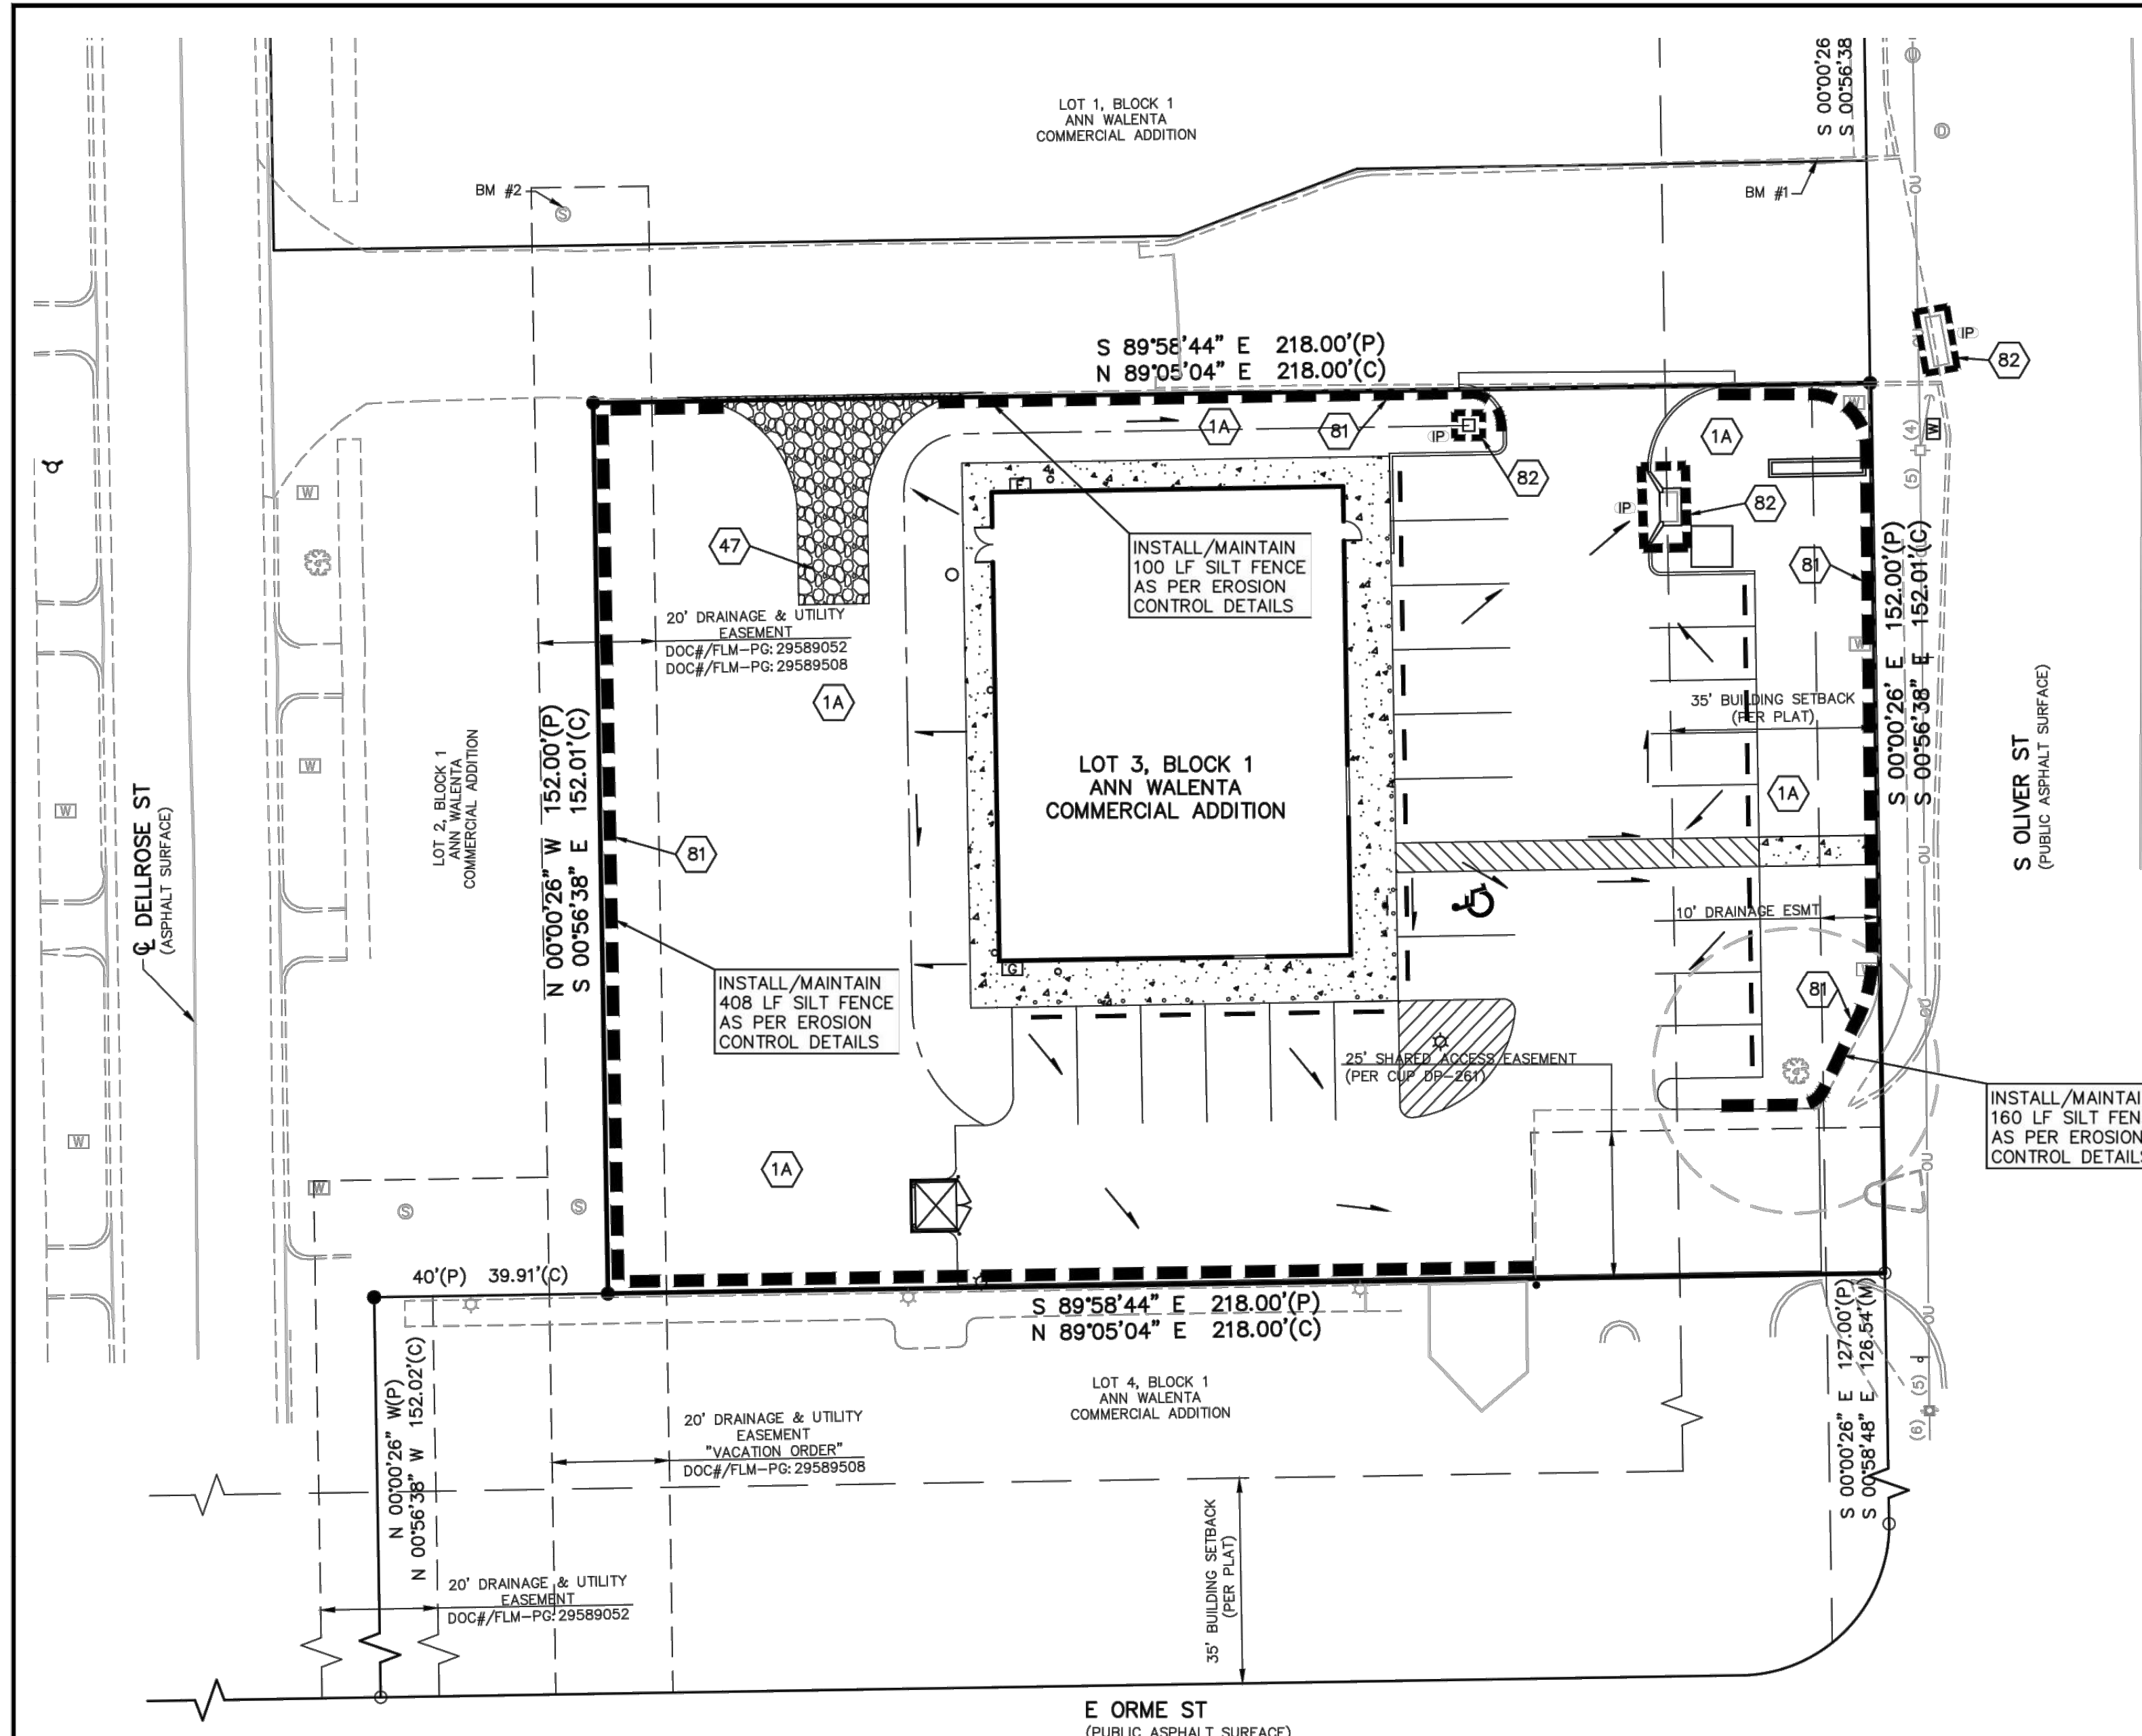 LOT 1, BLOCK 1
ANN WALENTA
COMMERCIAL ADDITION
S 00°00'26
S 00°56'38
BM #2
S
BM #1
D
OU
S 89°58'44" E 218.00'(P)
N 89°05'04" E 218.00'(C)
IP
82
1A
81
IP
82
1A
W
W
(4)
(5)
W
F
IP
82
47
INSTALL/MAINTAIN
100 LF SILT FENCE
AS PER EROSION
CONTROL DETAILS
81
S 00°00'26' E 152.00'(P)
S 00°56'38" E 152.01'(C)
W
20' DRAINAGE & UTILITY
EASEMENT
DOC#/FLM-PG: 29589052
DOC#/FLM-PG: 29589508
1A
35' BUILDING SETBACK
(PER PLAT)
S OLIVER ST
(PUBLIC ASPHALT SURFACE)
LOT 2, BLOCK 1
ANN WALENTA
COMMERCIAL ADDITION
N 00°00'26" W 152.00'(P)
S 00°56'38" E 152.01'(C)
LOT 3, BLOCK 1
ANN WALENTA
COMMERCIAL ADDITION
W
1A
W
℄ DELLROSE ST
(ASPHALT SURFACE)
81
OU
10' DRAINAGE ESMT
W
G
81
INSTALL/MAINTAIN
408 LF SILT FENCE
AS PER EROSION
CONTROL DETAILS
OU
25' SHARED ACCESS EASEMENT
(PER CUP DP-261)
INSTALL/MAINTAI
160 LF SILT FEN
AS PER EROSION
CONTROL DETAILS
W
1A
OU
W
S
S
40'(P) 39.91'(C)
S 89°58'44" E 218.00'(P)
N 89°05'04" E 218.00'(C)
OU
N 00°00'26" W(P)
N 00°56'38" W 152.02'(C)
S 00°00'26" E 127.00'(P)
S 00°58'48" E 126.54'(M)
(5)
(6)
LOT 4, BLOCK 1
ANN WALENTA
COMMERCIAL ADDITION
20' DRAINAGE & UTILITY
EASEMENT
"VACATION ORDER"
DOC#/FLM-PG: 29589508
35' BUILDING SETBACK
(PER PLAT)
20' DRAINAGE & UTILITY
EASEMENT
DOC#/FLM-PG: 29589052
E ORME ST
(PUBLIC ASPHALT SURFACE)